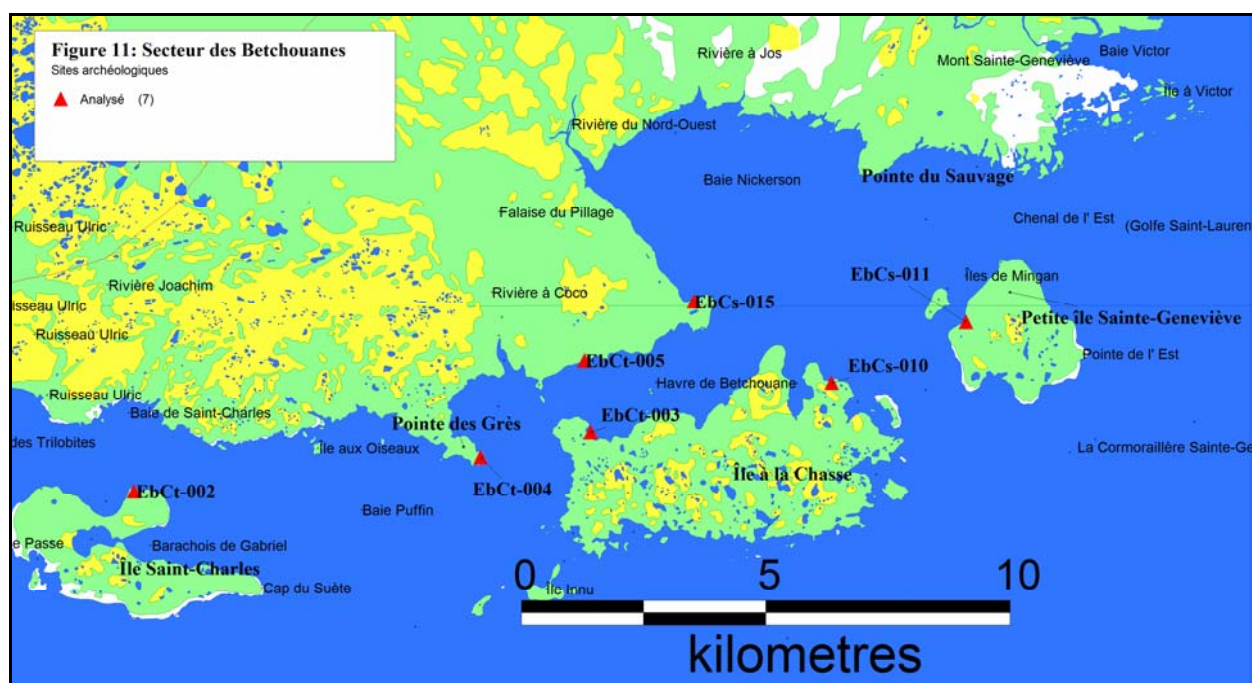 Figure 11: Secteur des Betchouanes
Sites archéologiques
Analysé (7)
Rivière à Jos
Baie Victor
Mont Sainte-Geneviève
Île à Victor
Rivière du Nord-Ouest
Baie Nickerson
Pointe du Sauvage
Falaise du Pillage
Chenal de l' Est
(Golfe Saint-Lauren
Ruisseau Ulric
EbCs-011
Îles de Mingan
Rivière Joachim
Rivière à Coco
EbCs-015
isseau Ulric
Petite île Sainte-Geneviève
Ruisseau Ulric
Pointe de l' Est
EbCt-005
EbCs-010
Havre de Betchouane
Ruisseau Ulric
Baie de Saint-Charles
EbCt-003
Pointe des Grès
des Trilobites
Île aux Oiseaux
La Cormoraillère Sainte-Ge
Île à la Chasse
EbCt-004
EbCt-002
Baie Puffin
e Passe
Barachois de Gabriel
Île Saint-Charles
Cap du Suète
Île Innu
0 5 10
kilometres